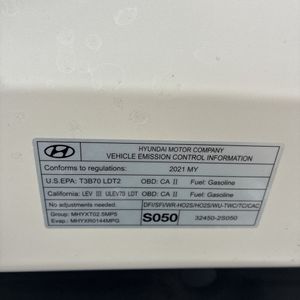 HYUNDAI MOTOR COMPANY
VEHICLE EMISSION CONTROL INFORMATION
Conforms to regulations: 2021 MY
U.S.EPA: T3B70 LDT2 OBD: CA II Fuel: Gasoline
California: LEV III ULEV70 LDT OBD: CA II Fuel: Gasoline
No adjustments needed DFI/SFI/WR-HO2S/HO2S/WU-TWC/TC/CAC
Group: MHYXT02.5MP5 S050 32450-2S050
Evap.: MHYXR0144MPG